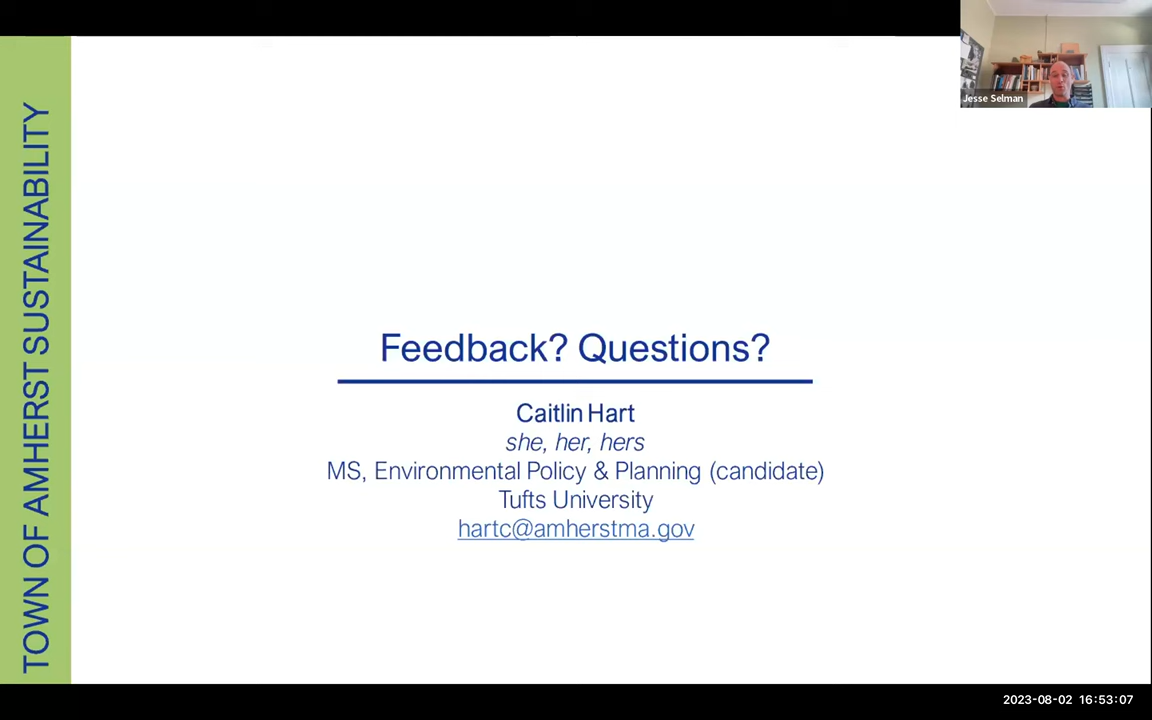 TOWN OF AMHERST SUSTAINABILITY
Jesse Selman
Feedback? Questions?
Caitlin Hart
she, her, hers
MS, Environmental Policy & Planning (candidate)
Tufts University
hartc@amherstma.gov
2023-08-02 16:53:07